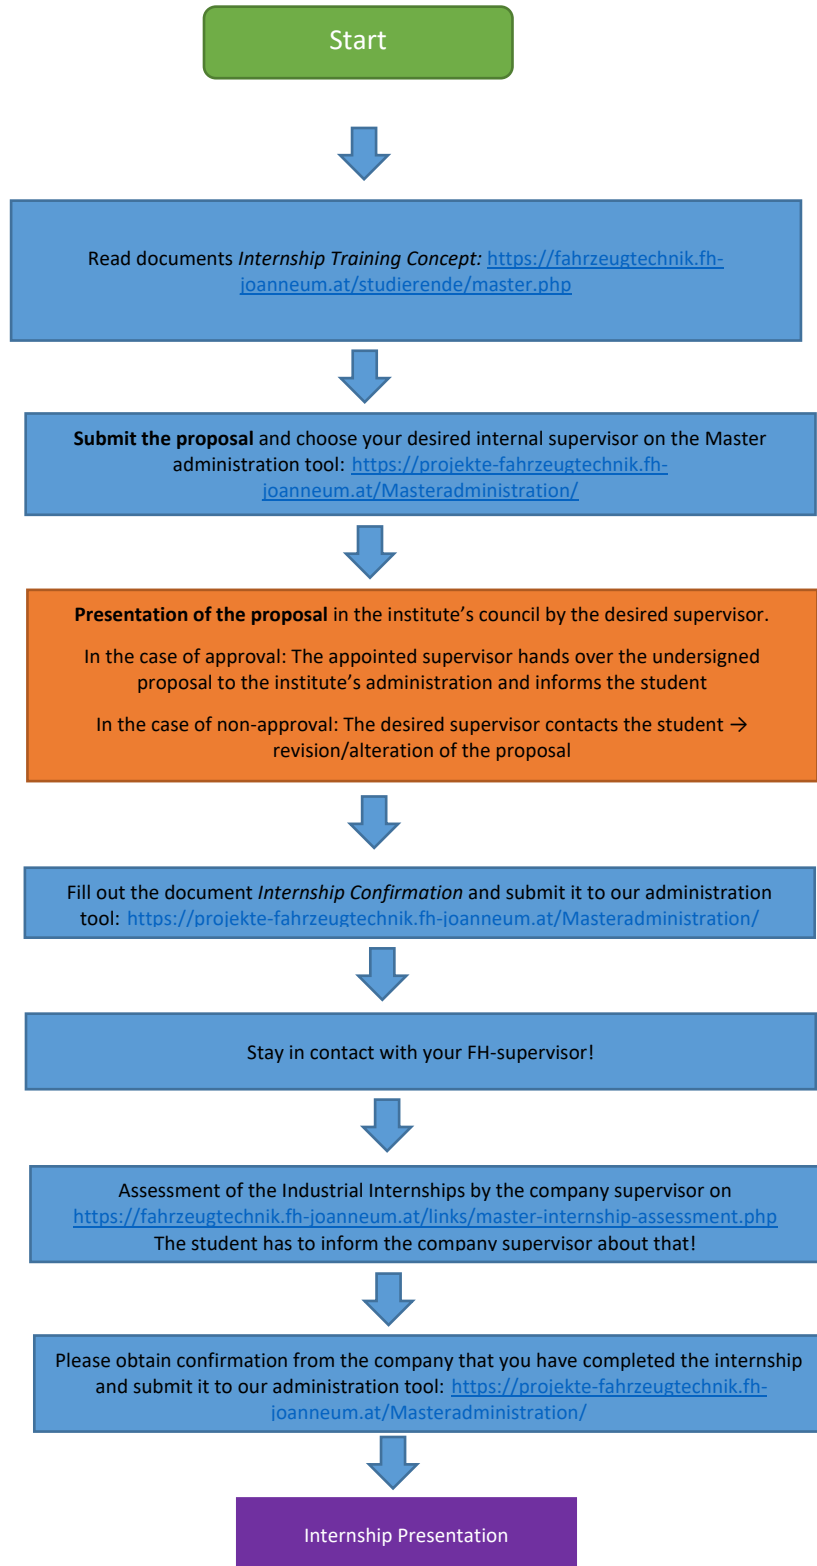 Start
Read documents Internship Training Concept: https://fahrzeugtechnik.fh-
joanneum.at/studierende/master.php
Submit the proposal and choose your desired internal supervisor on the Master
administration tool: https://projekte-fahrzeugtechnik.fh-
joanneum.at/Masteradministration/
Presentation of the proposal in the institute’s council by the desired supervisor.
In the case of approval: The appointed supervisor hands over the undersigned
proposal to the institute’s administration and informs the student
In the case of non-approval: The desired supervisor contacts the student →
revision/alteration of the proposal
Fill out the document Internship Confirmation and submit it to our administration
tool: https://projekte-fahrzeugtechnik.fh-joanneum.at/Masteradministration/
Stay in contact with your FH-supervisor!
Assessment of the Industrial Internships by the company supervisor on
https://fahrzeugtechnik.fh-joanneum.at/links/master-internship-assessment.php
The student has to inform the company supervisor about that!
Please obtain confirmation from the company that you have completed the internship
and submit it to our administration tool: https://projekte-fahrzeugtechnik.fh-
joanneum.at/Masteradministration/
Internship Presentation